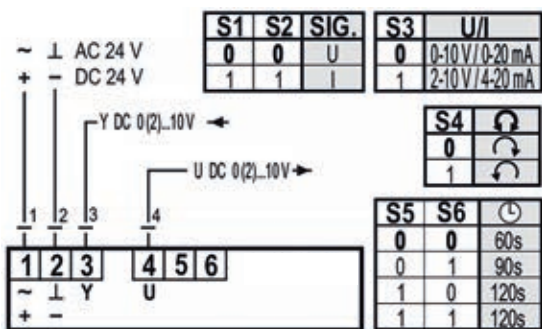 S1 S2 SIG.
0 0 U
1 1 I
S3 U/I
0 0-10 V/0-20 mA
1 2-10 V/4-20 mA
~ ⊥ AC 24 V
+ − DC 24 V
Y DC 0(2)...10V
U DC 0(2)...10V
S4
0
1
1 2 3 4
1 2 3 4 5 6
~ ⊥ Y U
+ −
S5 S6
0 0 60s
0 1 90s
1 0 120s
1 1 120s